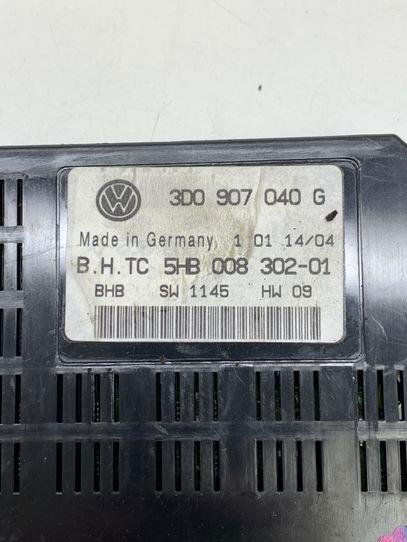 3D0 907 040 G
Made in Germany 1 01 14/04
B.H.TC 5HB 008 302-01
BHB SW 1145 HW 09